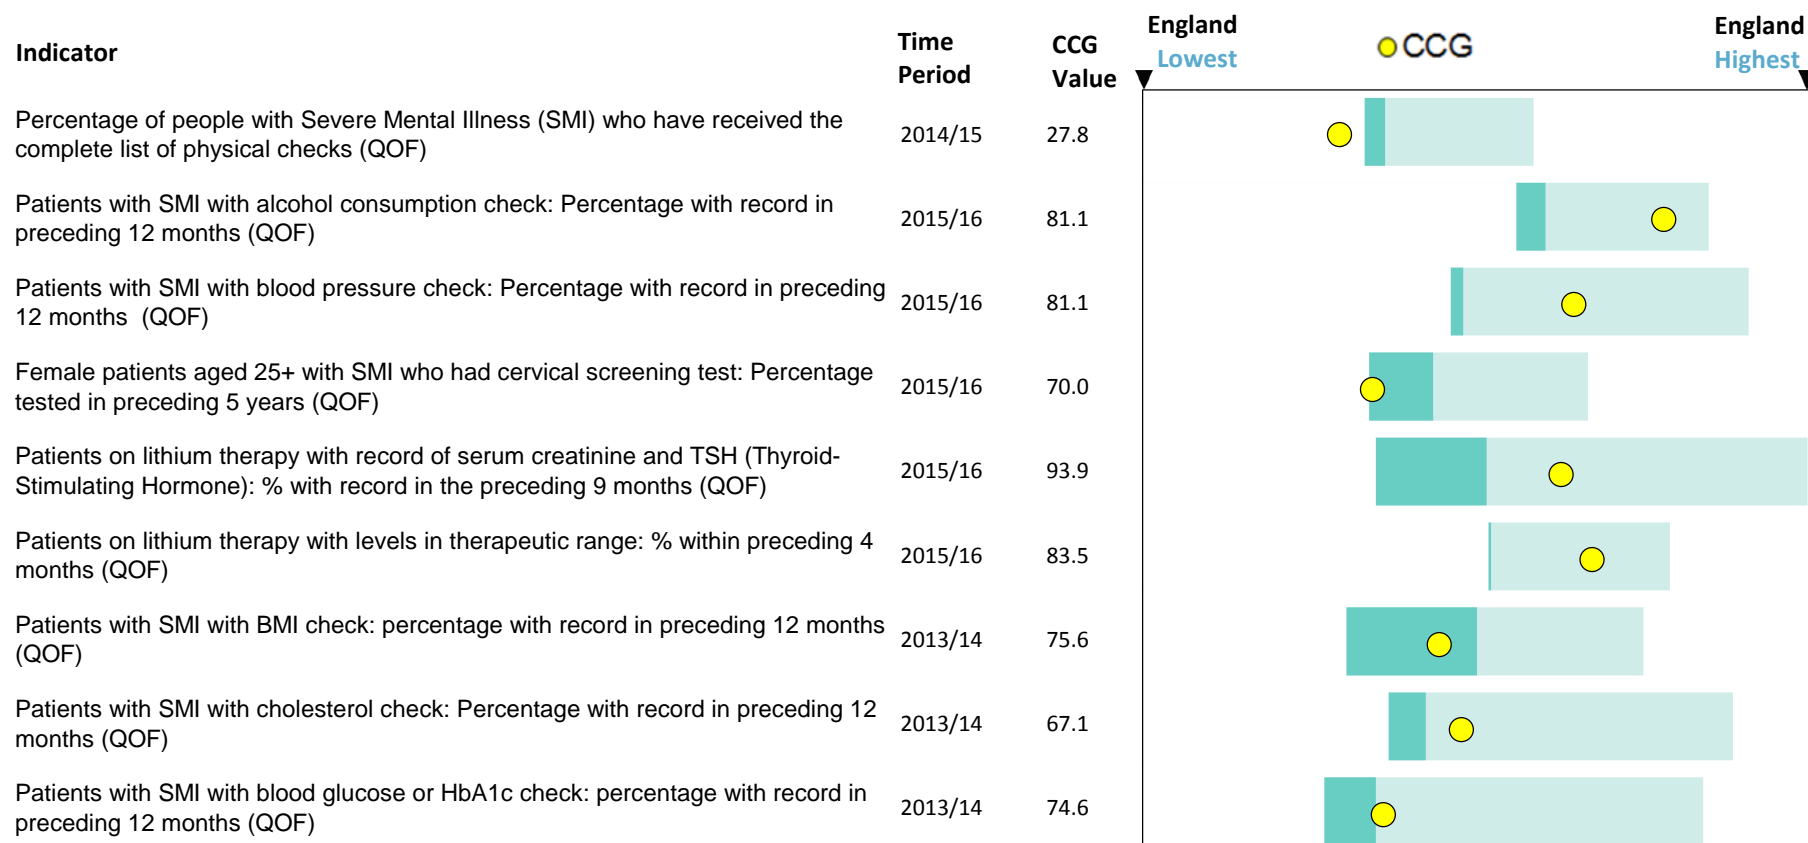 Indicator
Time
Period
CCG
Value
England
Lowest
CCG
England
Highest
Percentage of people with Severe Mental Illness (SMI) who have received the
complete list of physical checks (QOF)
2014/15
27.8
Patients with SMI with alcohol consumption check: Percentage with record in
preceding 12 months (QOF)
2015/16
81.1
Patients with SMI with blood pressure check: Percentage with record in preceding
12 months  (QOF)
2015/16
81.1
Female patients aged 25+ with SMI who had cervical screening test: Percentage
tested in preceding 5 years (QOF)
2015/16
70.0
Patients on lithium therapy with record of serum creatinine and TSH (Thyroid-
Stimulating Hormone): % with record in the preceding 9 months (QOF)
2015/16
93.9
Patients on lithium therapy with levels in therapeutic range: % within preceding 4
months (QOF)
2015/16
83.5
Patients with SMI with BMI check: percentage with record in preceding 12 months
(QOF)
2013/14
75.6
Patients with SMI with cholesterol check: Percentage with record in preceding 12
months (QOF)
2013/14
67.1
Patients with SMI with blood glucose or HbA1c check: percentage with record in
preceding 12 months (QOF)
2013/14
74.6